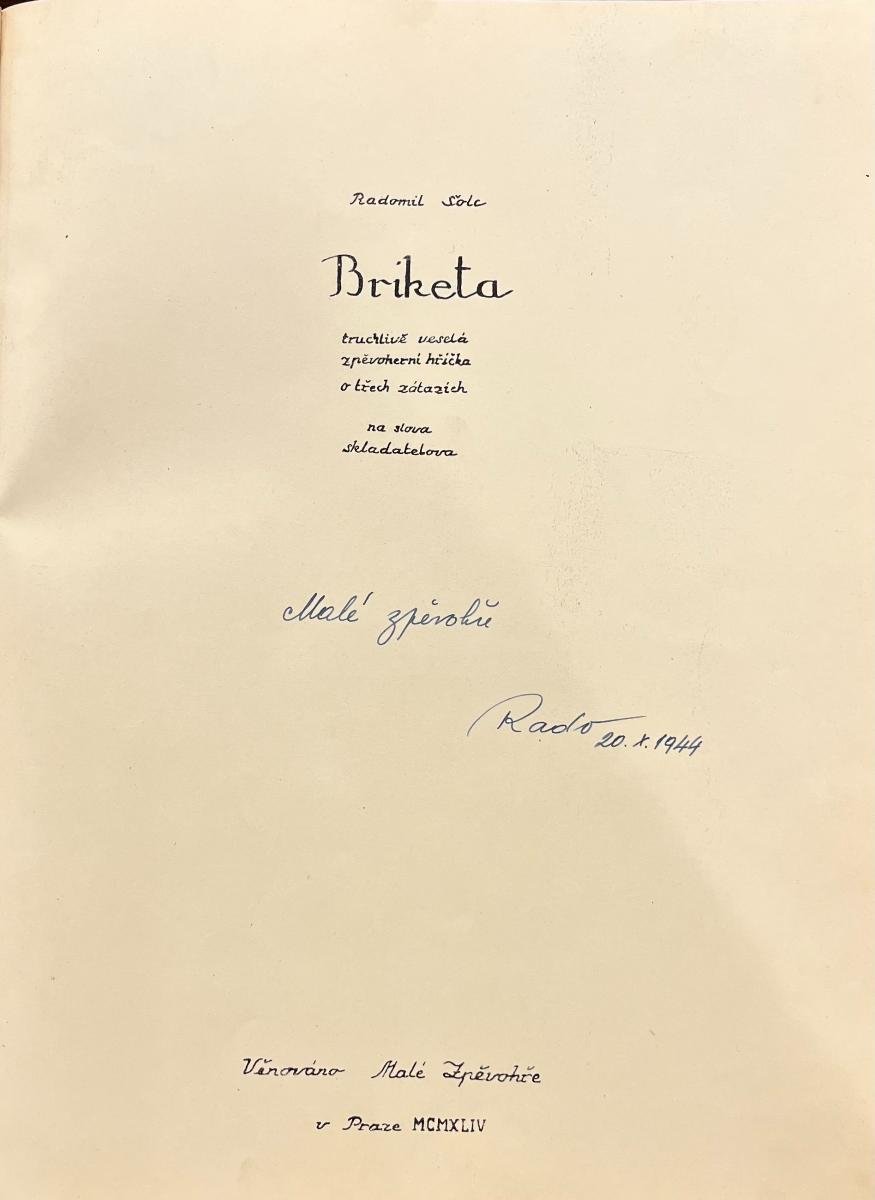 Radomil Šolc
Briketa
truchlivě veselá
zpěvoherní hříčka
o třech zátazích
na slova
skladatelova
Malé zpěvohře
Rado
20. X. 1944
Věnováno Malé Zpěvohře
v Praze MCMXLIV